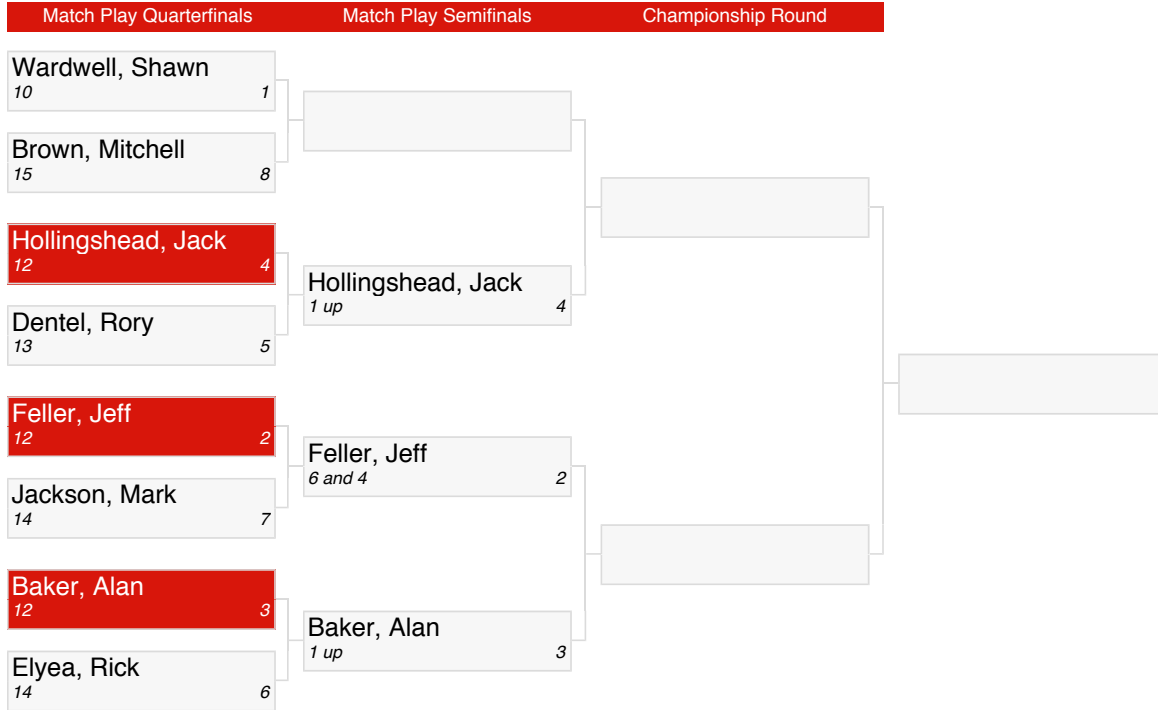 Match Play Quarterfinals Match Play Semifinals Championship Round
Wardwell, Shawn
10 1
Brown, Mitchell
15 8
Hollingshead, Jack
12 4
Hollingshead, Jack
1 up 4
Dentel, Rory
13 5
Feller, Jeff
12 2
Feller, Jeff
6 and 4 2
Jackson, Mark
14 7
Baker, Alan
12 3
Baker, Alan
1 up 3
Elyea, Rick
14 6